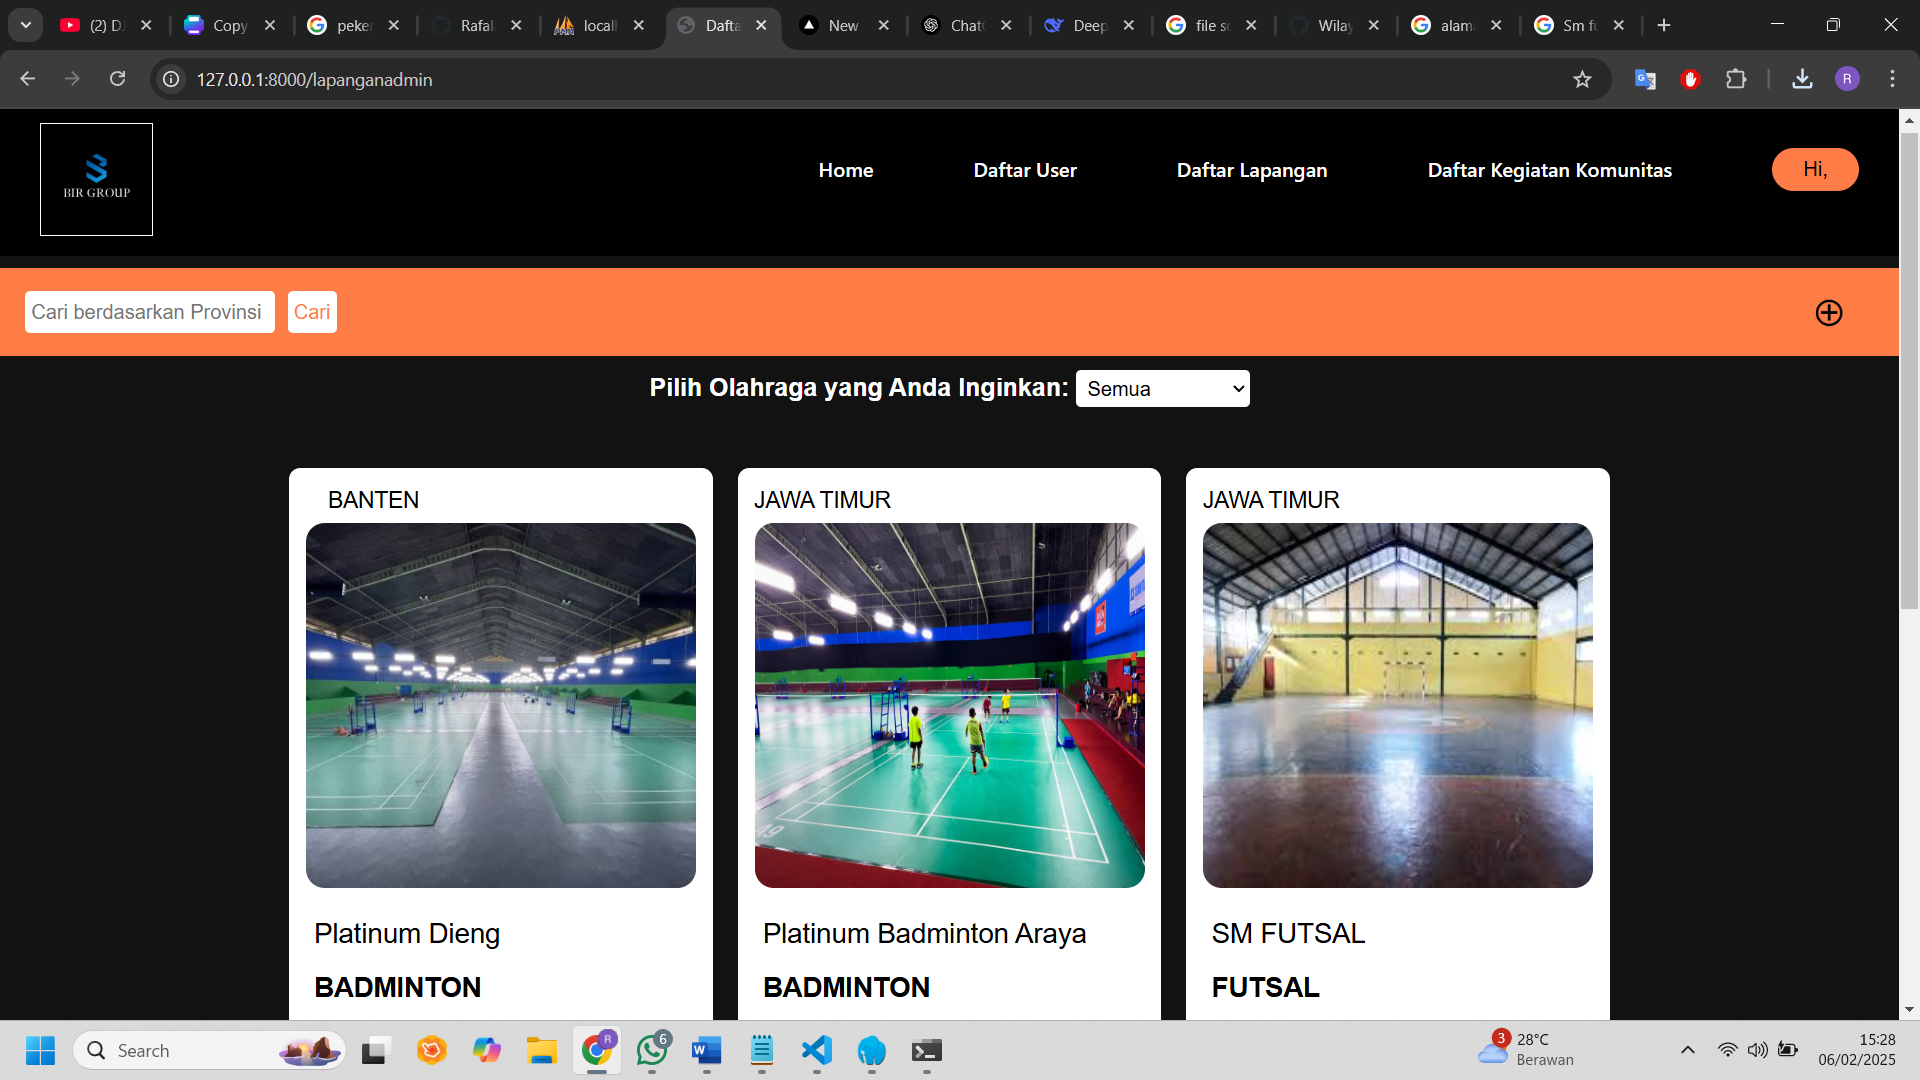 (2) D
Copy
peke
Rafal
local
Dafta
New
Chat
Deep
file s
Wilay
alam
Sm f
127.0.0.1:8000/lapanganadmin
R
BIR GROUP
Home
Daftar User
Daftar Lapangan
Daftar Kegiatan Komunitas
Hi,
Cari berdasarkan Provinsi
Cari
Pilih Olahraga yang Anda Inginkan:
Semua
BANTEN
JAWA TIMUR
JAWA TIMUR
Platinum Dieng
Platinum Badminton Araya
SM FUTSAL
BADMINTON
BADMINTON
FUTSAL
Search
R
6
3
28°C
Berawan
15:28
06/02/2025